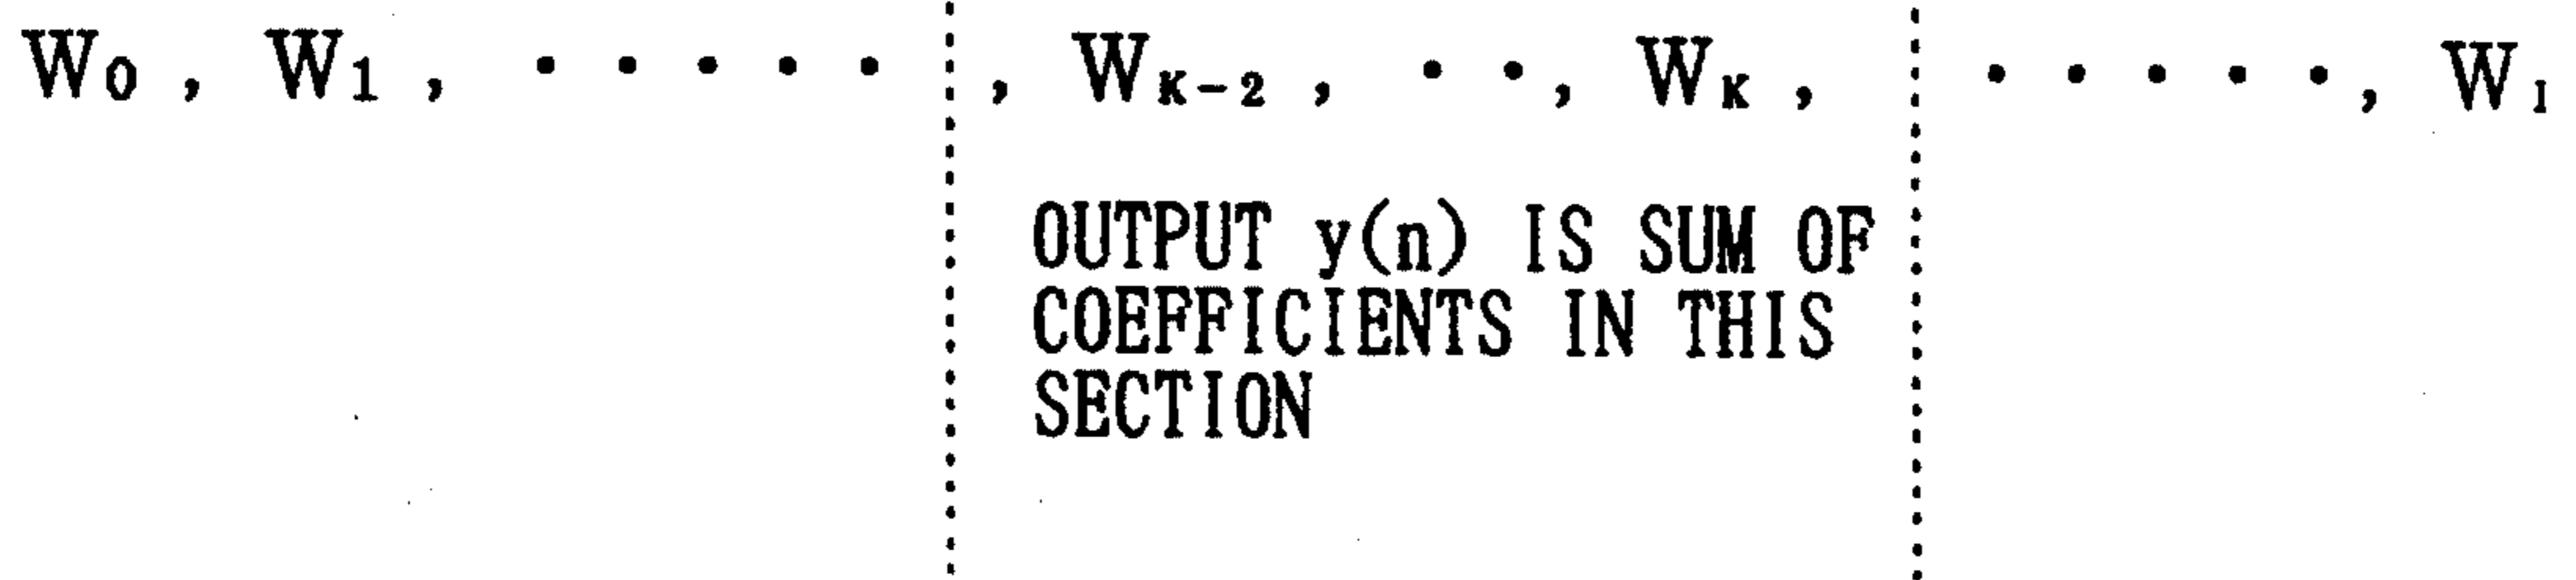 W0 , W1 , · · · · · , WK-2 , · ·, WK , · · · · ·, WI
OUTPUT y(n) IS SUM OF
COEFFICIENTS IN THIS
SECTION